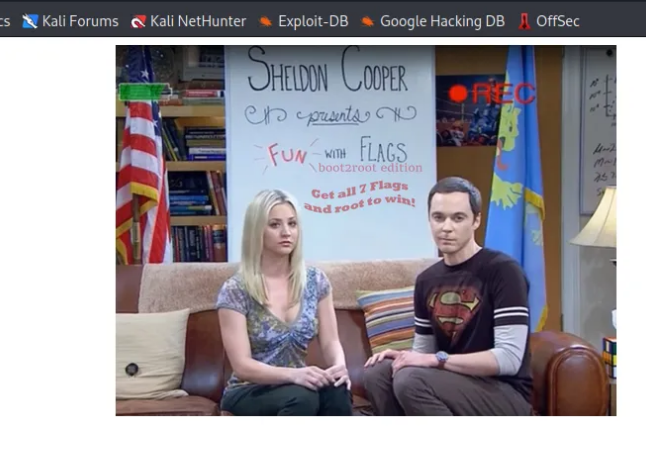 cs Kali Forums Kali NetHunter Exploit-DB Google Hacking DB OffSec
REC
SHELDON COOPER
presents
FUN WITH FLAGS
boot2root edition
Get all 7 Flags
and root to win!